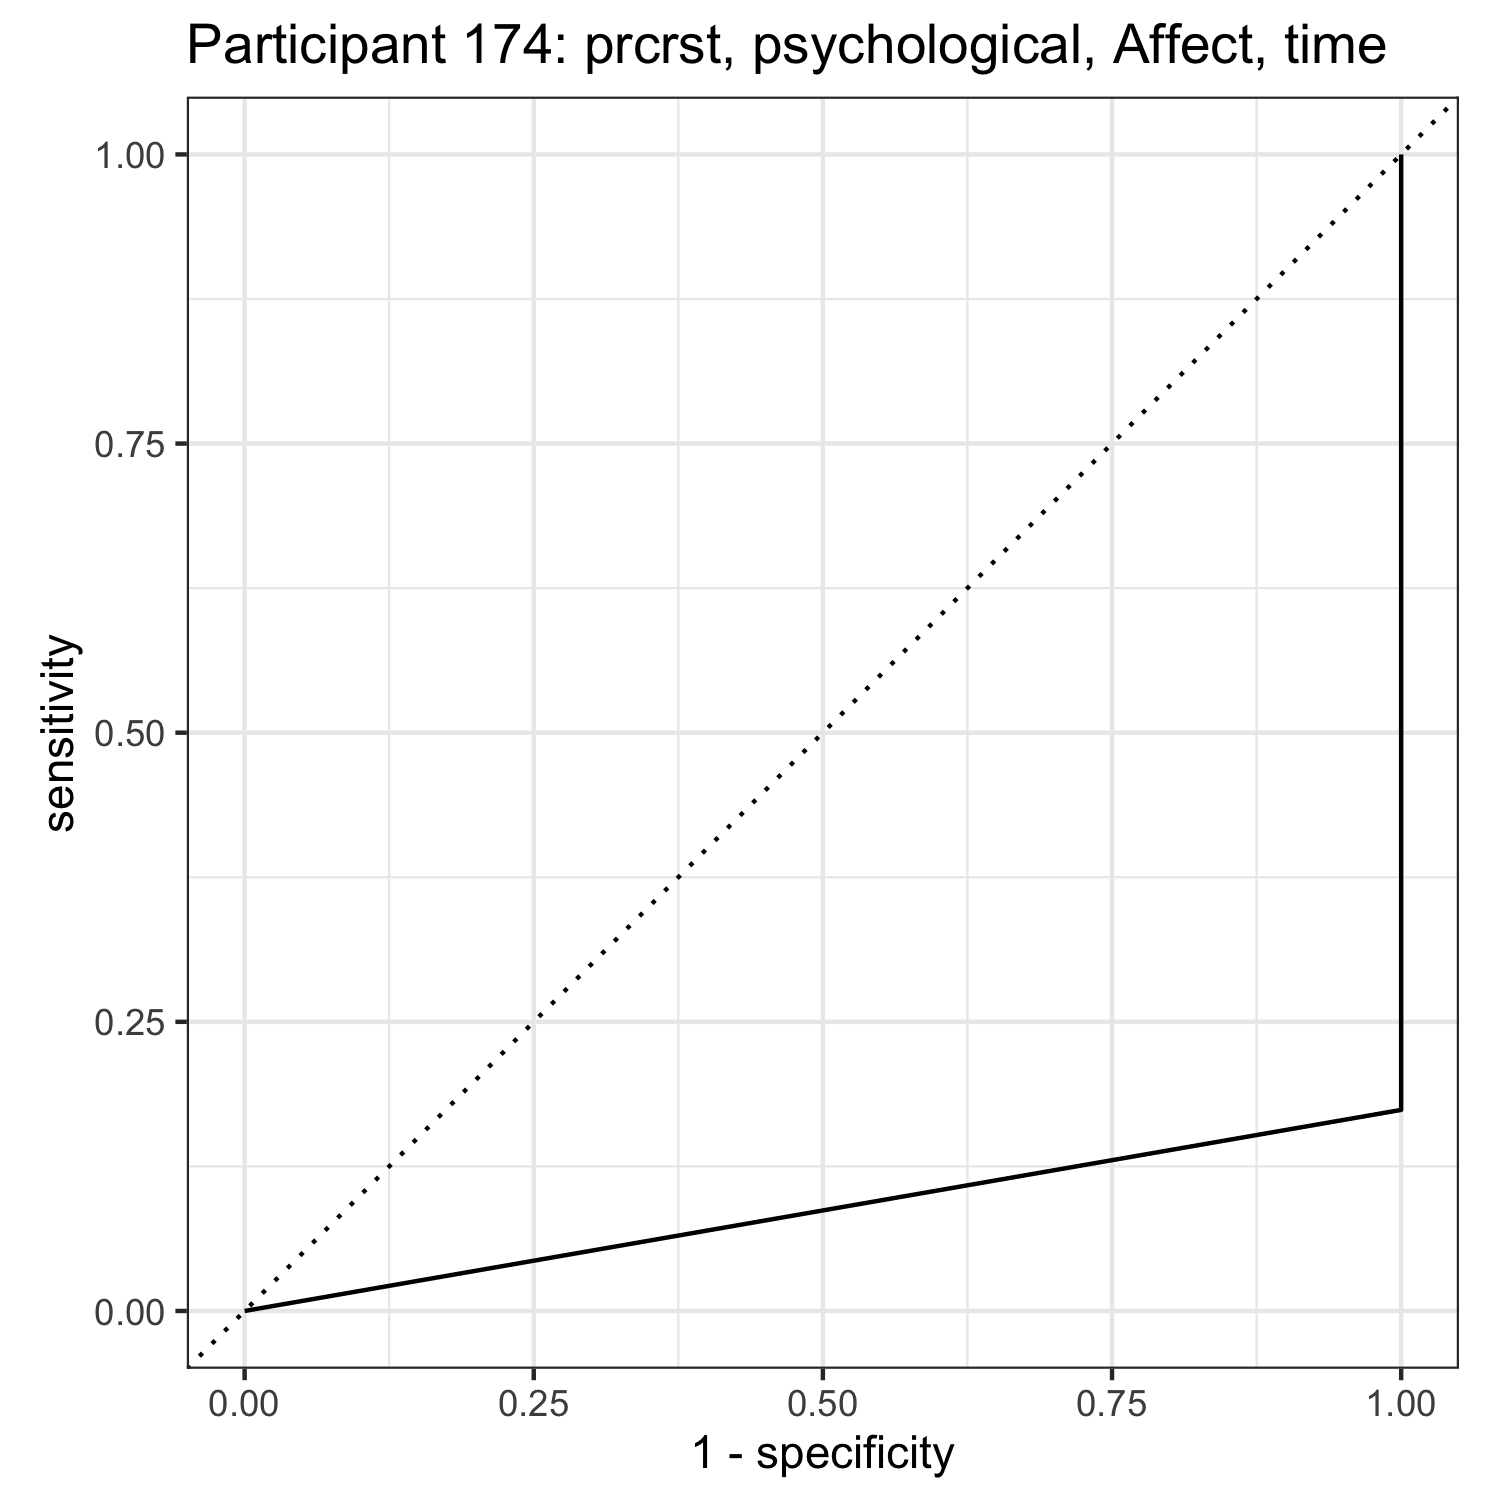 Participant 174: prcrst, psychological, Affect, time
1.00
0.75
0.50
0.25
0.00
sensitivity
0.00 0.25 0.50 0.75 1.00
1 - specificity